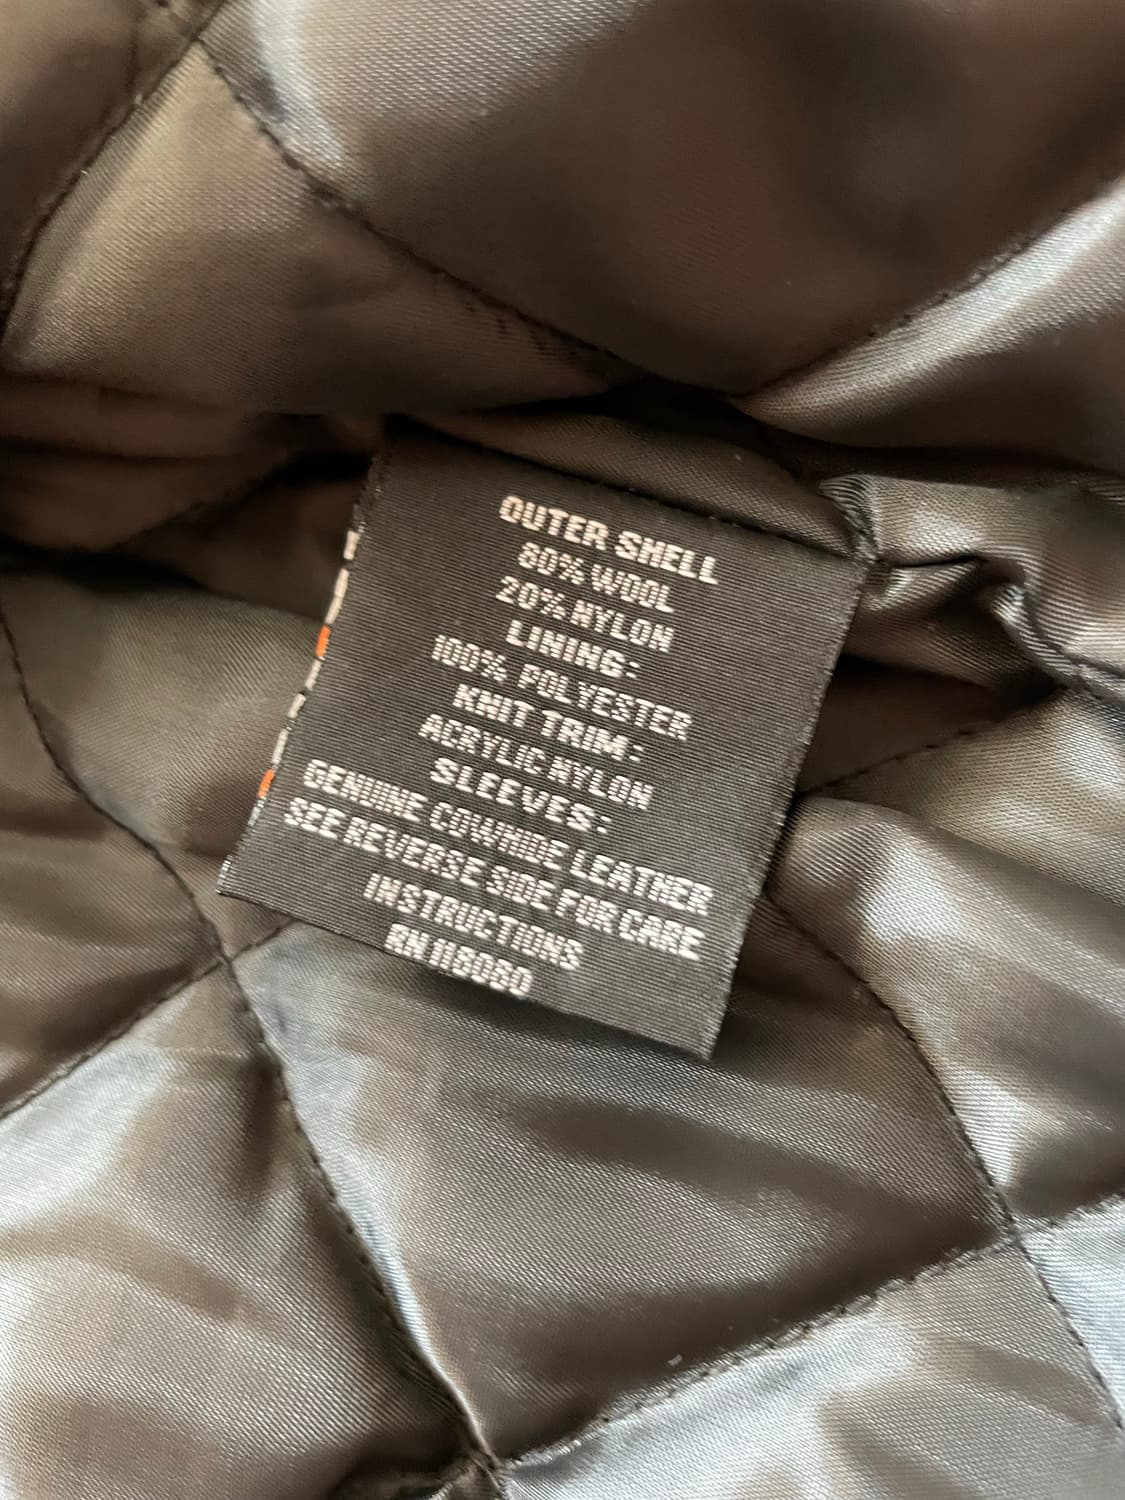 OUTER SHELL
80% WOOL
20% NYLON
LINING:
100% POLYESTER
KNIT TRIM:
ACRYLIC NYLON
SLEEVES:
GENUINE COWHIDE LEATHER
SEE REVERSE SIDE FOR CARE
INSTRUCTIONS
RN